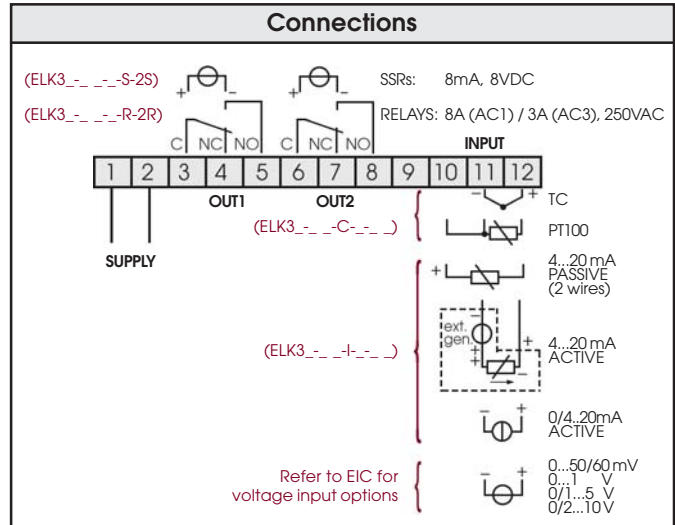 Connections
(ELK3_-_ _-_-S-2S)
+ -
+ -
SSRs: 8mA, 8VDC
(ELK3_-_ _-_-R-2R)
RELAYS: 8A (AC1) / 3A (AC3), 250VAC
C NC NO C NC NO INPUT
1 2 3 4 5 6 7 8 9 10 11 12
OUT1 OUT2
- + TC
(ELK3_-_ _-C-_-_ _)
PT100
SUPPLY
+
4...20 mA
PASSIVE
(2 wires)
-
ext.
gen.
+
+
+
-
(ELK3_-_ _-I-_-_ _)
4...20 mA
ACTIVE
- +
0/4..20mA
ACTIVE
Refer to EIC for
voltage input options
- +
0...50/60 mV
0...1 V
0/1...5 V
0/2...10 V